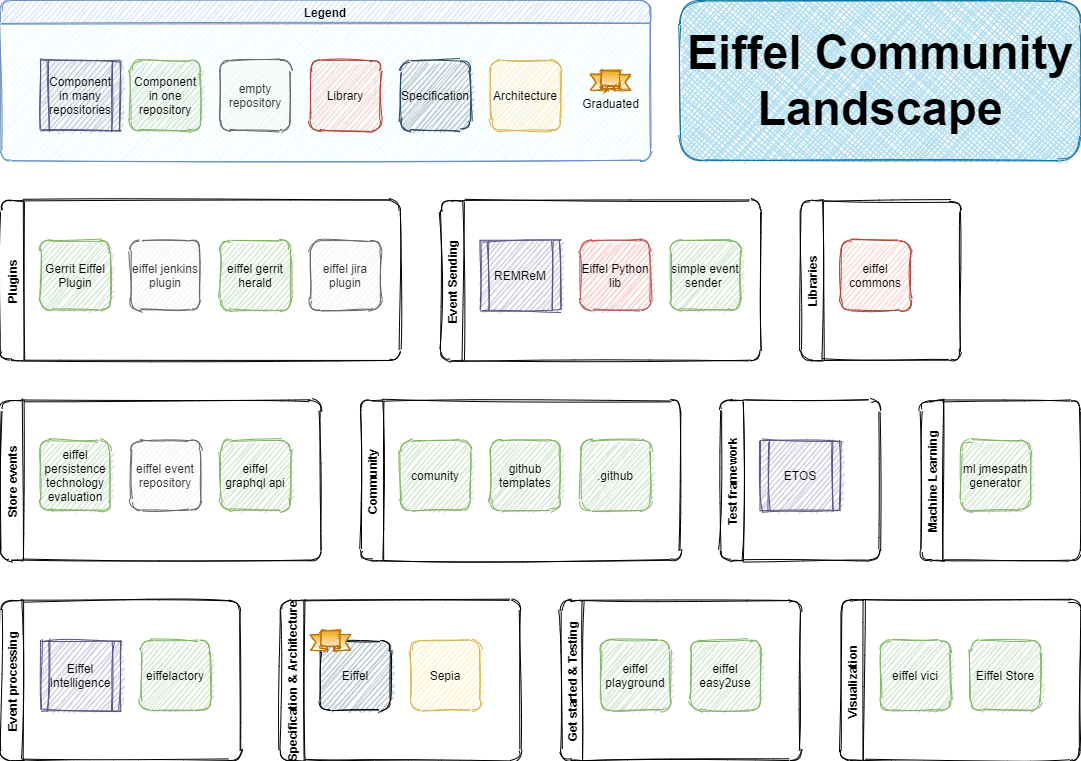 Legend
Component
in many
repositories
Component
in one
repository
empty
repository
Library
Specification
Architecture
Graduated
Eiffel Community
Landscape
Plugins
Gerrit Eiffel
Plugin
eiffel jenkins
plugin
eiffel gerrit
herald
eiffel jira
plugin
Event Sending
REMReM
Eiffel Python
lib
simple event
sender
Libraries
eiffel
commons
Store events
eiffel
persistence
technology
evaluation
eiffel event
repository
eiffel
graphql api
Community
comunity
github
templates
.github
Test framework
ETOS
Machine Learning
ml jmespath
generator
Event processing
Eiffel
Intelligence
eiffelactory
Specification & Architecture
Eiffel
Sepia
Get started & Testing
eiffel
playground
eiffel
easy2use
Visualization
eiffel vici
Eiffel Store